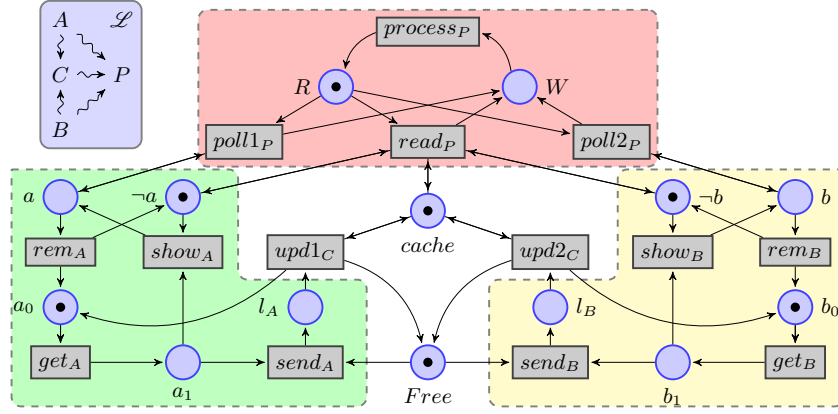 A ℒ
C P
B
process_P
R W
poll1_P read_P poll2_P
a ¬a ¬b b
cache
rem_A show_A upd1_C upd2_C show_B rem_B
a_0 l_A l_B b_0
get_A send_A send_B get_B
a_1 Free b_1